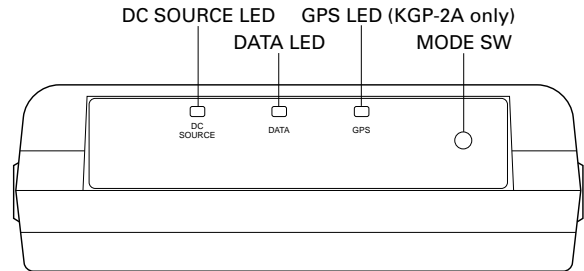 DC SOURCE LED GPS LED (KGP-2A only)
DATA LED MODE SW
DC
SOURCE
DATA
GPS